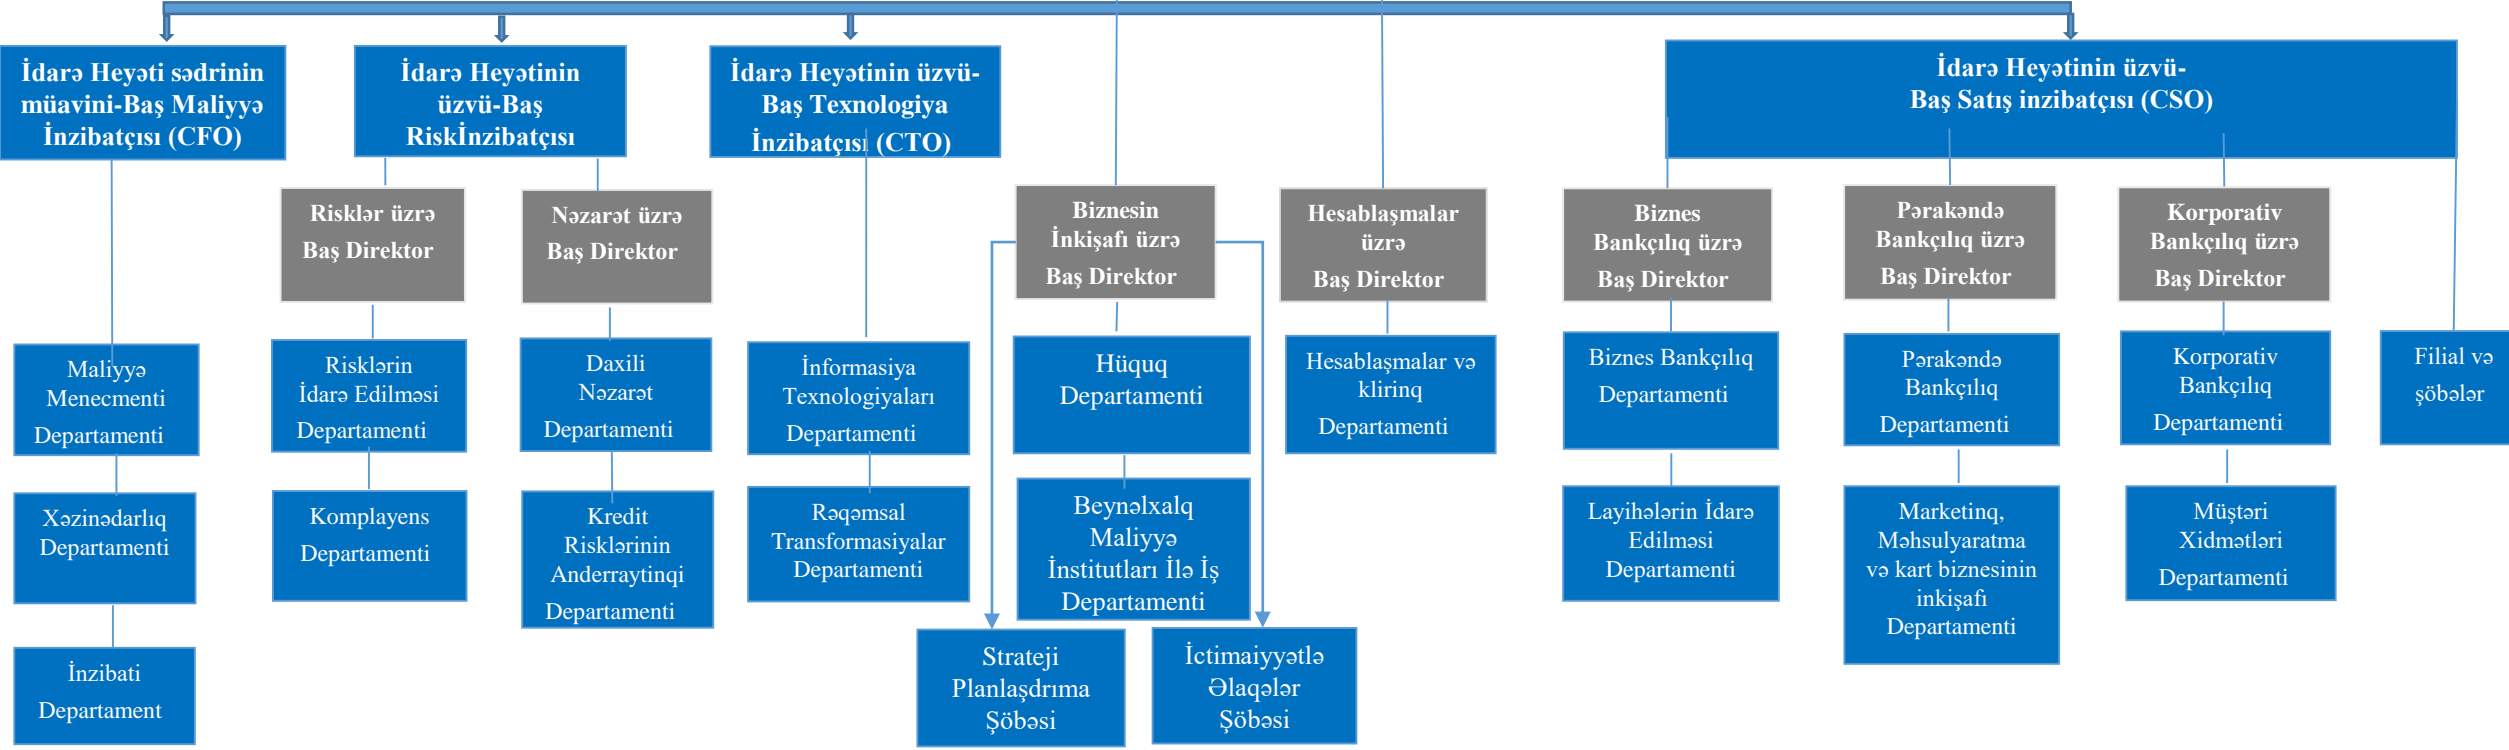 İdarə Heyəti sədrinin
müavini-Baş Maliyyə
İnzibatçısı (CFO)
İdarə Heyətinin
üzvü-Baş
Riskİnzibatçısı
İdarə Heyətinin üzvü-
Baş Texnologiya
İnzibatçısı (CTO)
İdarə Heyətinin üzvü-
Baş Satış inzibatçısı (CSO)
Risklər üzrə
Baş Direktor
Nəzarət üzrə
Baş Direktor
Biznesin
İnkişafı üzrə
Baş Direktor
Hesablaşmalar
üzrə
Baş Direktor
Biznes
Bankçılıq üzrə
Baş Direktor
Pərakəndə
Bankçılıq üzrə
Baş Direktor
Korporativ
Bankçılıq üzrə
Baş Direktor
Maliyyə
Menecmenti
Departamenti
Risklərin
İdarə Edilməsi
Departamenti
Daxili
Nəzarət
Departamenti
İnformasiya
Texnologiyaları
Departamenti
Hüquq
Departamenti
Hesablaşmalar və
klirinq
Departamenti
Biznes Bankçılıq
Departamenti
Pərakəndə
Bankçılıq
Departamenti
Korporativ
Bankçılıq
Departamenti
Filial və
şöbələr
Xəzinədarlıq
Departamenti
Komplayens
Departamenti
Kredit
Risklərinin
Anderraytinqi
Departamenti
Rəqəmsal
Transformasiyalar
Departamenti
Beynəlxalq
Maliyyə
İnstitutları İlə İş
Departamenti
Layihələrin İdarə
Edilməsi
Departamenti
Marketinq,
Məhsulyaratma
və kart biznesinin
inkişafı
Departamenti
Müştəri
Xidmətləri
Departamenti
İnzibati
Departament
Strateji
Planlaşdrıma
Şöbəsi
İctimaiyyətlə
Əlaqələr
Şöbəsi